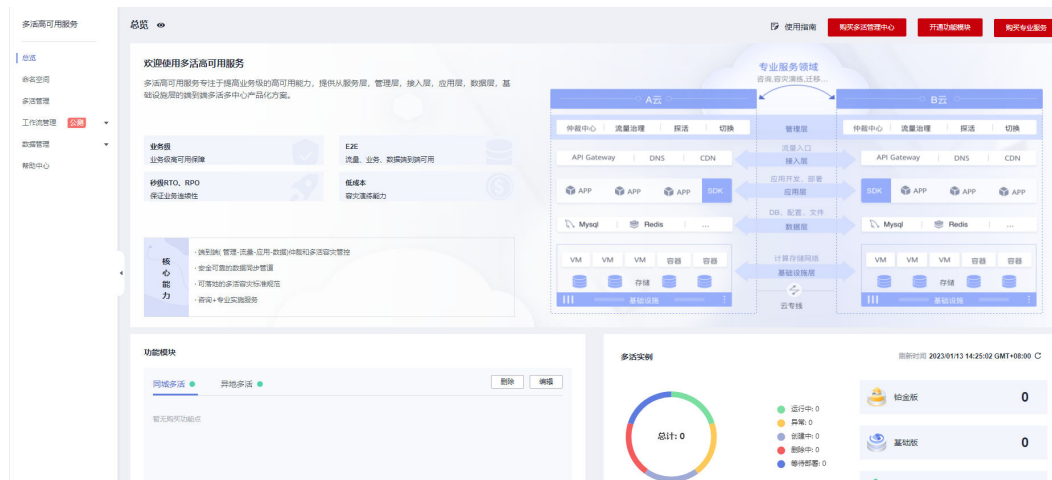 多活高可用服务
总览
命名空间
多活管理
工作流管理 公测
数据管理
帮助中心
总览
使用指南 购买多活管理中心 开通功能模块 购买专业服务
欢迎使用多活高可用服务
多活高可用服务专注于提高业务级的高可用能力，提供从服务层，管理层，接入层，应用层，数据层，基
础设施层的端到端多活多中心产品化方案。
业务级
业务级高可用保障
E2E
流量、业务、数据端到端可用
秒级RTO、RPO
保证业务连续性
低成本
容灾演练能力
核心能力
· 端到端( 管理-流量-应用-数据)仲裁和多活容灾管控
· 安全可靠的数据同步管道
· 可落地的多活容灾标准规范
· 咨询+专业实施服务
专业服务领域
咨询,容灾演练,迁移...
A云 B云
仲裁中心 流量治理 探活 切换 管理层 仲裁中心 流量治理 探活 切换
流量入口
API Gateway DNS CDN 接入层 API Gateway DNS CDN
应用开发、部署
APP APP APP SDK 应用层 SDK APP APP APP
DB、配置、文件
Mysql Redis ... 数据层 Mysql Redis ...
VM VM VM 容器 容器 计算存储网络 VM VM VM 容器 容器
基础设施层
存储 存储
基础设施 云专线 基础设施
功能模块
同城多活 异地多活 删除 编辑
暂无购买功能点
多活实例 刷新时间 2023/01/13 14:25:02 GMT+08:00
总计: 0
运行中: 0
异常: 0
创建中: 0
删除中: 0
等待部署: 0
铂金版 0
基础版 0